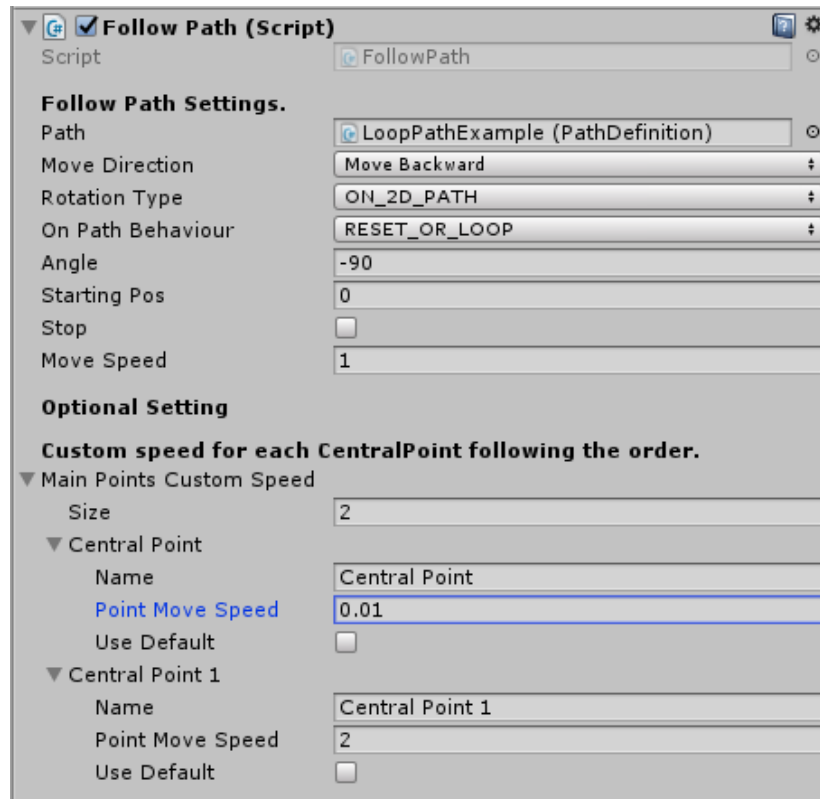 Follow Path (Script)
Script FollowPath
Follow Path Settings.
Path LoopPathExample (PathDefinition)
Move Direction Move Backward
Rotation Type ON_2D_PATH
On Path Behaviour RESET_OR_LOOP
Angle -90
Starting Pos 0
Stop
Move Speed 1
Optional Setting
Custom speed for each CentralPoint following the order.
Main Points Custom Speed
Size 2
Central Point
Name Central Point
Point Move Speed 0.01
Use Default
Central Point 1
Name Central Point 1
Point Move Speed 2
Use Default